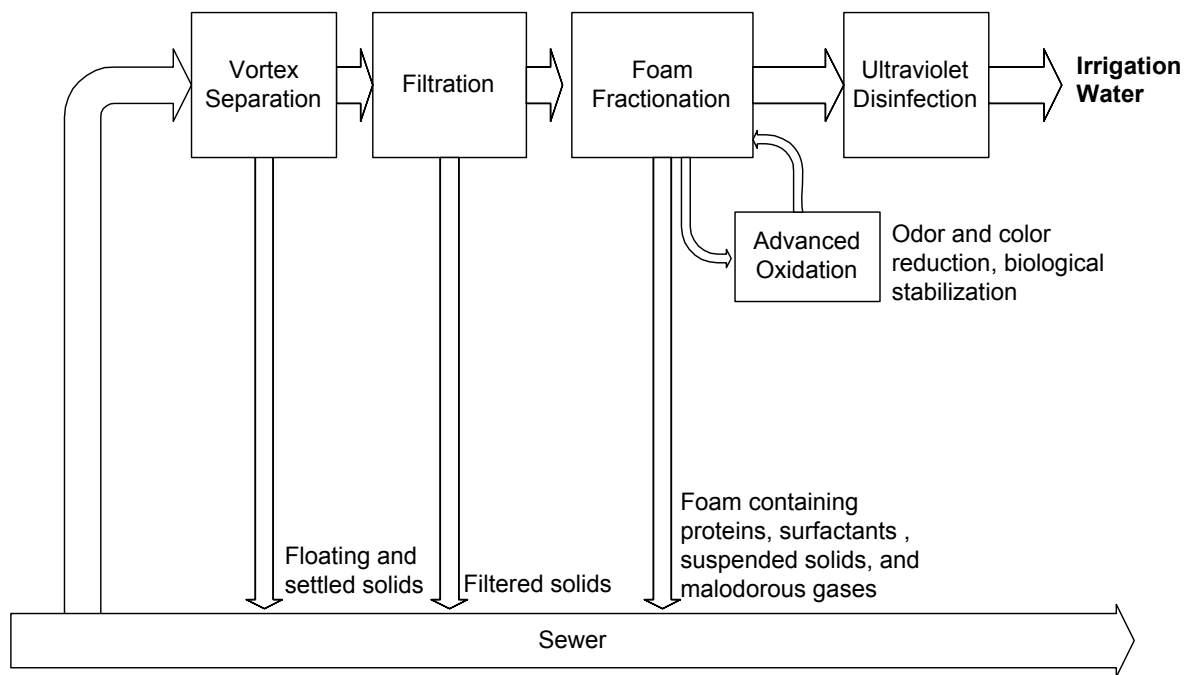 Vortex
Separation
Filtration
Foam
Fractionation
Ultraviolet
Disinfection
Irrigation
Water
Advanced
Oxidation
Odor and color
reduction, biological
stabilization
Floating and
settled solids
Filtered solids
Foam containing
proteins, surfactants ,
suspended solids, and
malodorous gases
Sewer